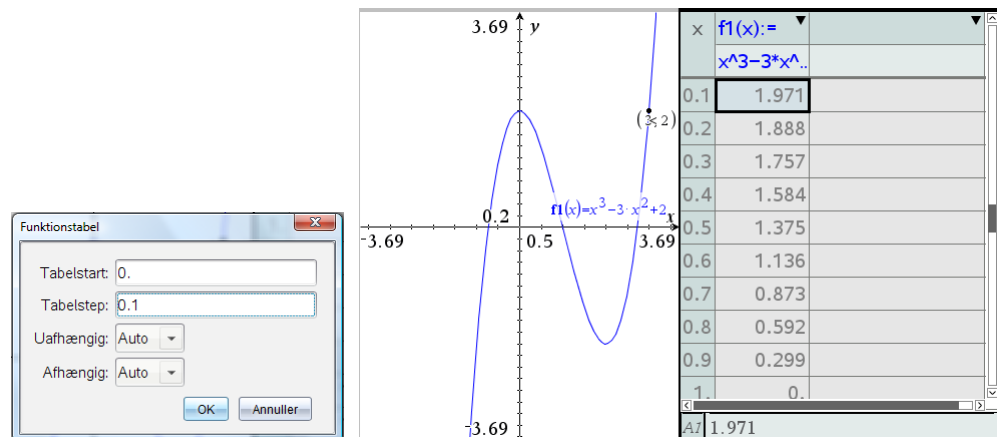 Funktionstabel
Tabelstart: 0.
Tabelstep: 0.1
Uafhængig: Auto
Afhængig: Auto
OK Annuller
3.69 y
(3, 2)
f1(x)=x^3-3·x^2+2
0.2 x
-3.69 0.5 3.69
-3.69
x f1(x):=
x^3-3*x^..
0.1 1.971
0.2 1.888
0.3 1.757
0.4 1.584
0.5 1.375
0.6 1.136
0.7 0.873
0.8 0.592
0.9 0.299
1. 0.
A1 1.971